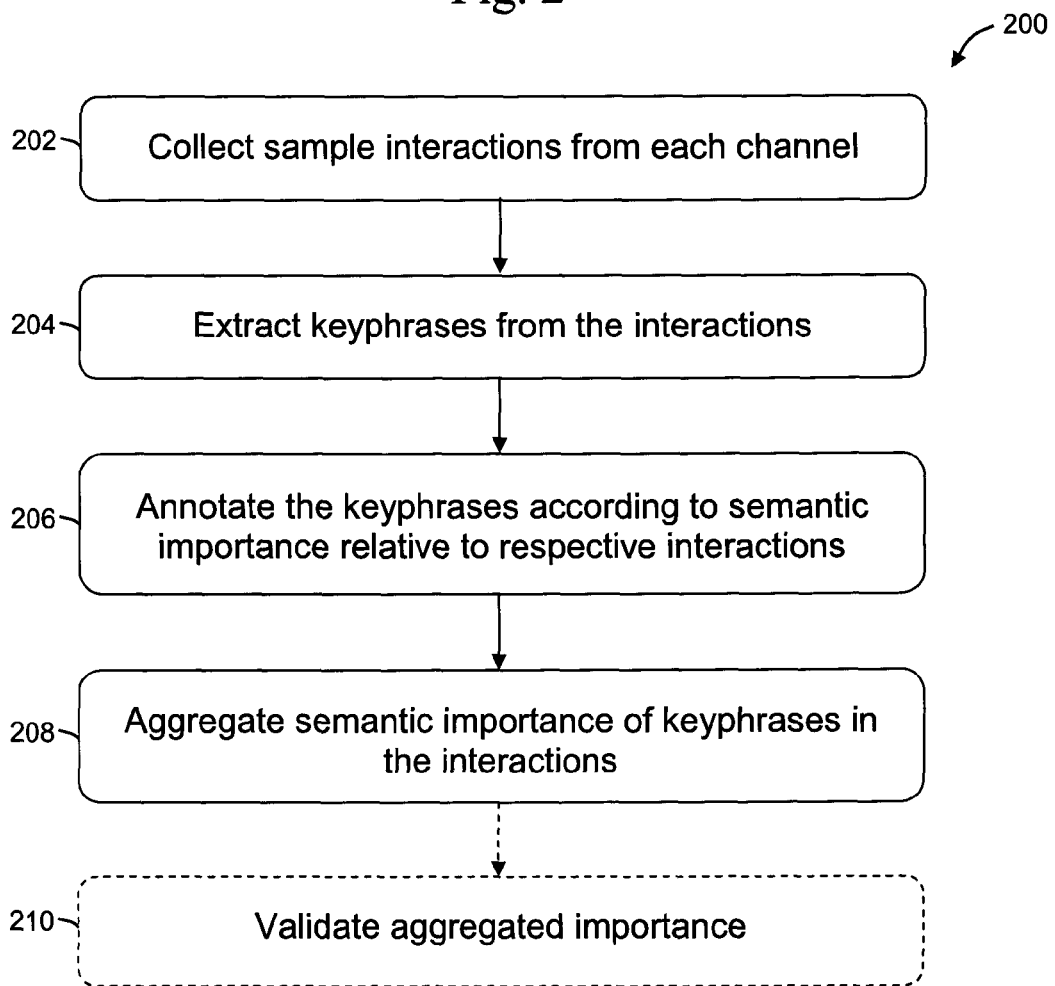 Fig. 2
200
202
Collect sample interactions from each channel
204
Extract keyphrases from the interactions
206
Annotate the keyphrases according to semantic
importance relative to respective interactions
208
Aggregate semantic importance of keyphrases in
the interactions
210
Validate aggregated importance